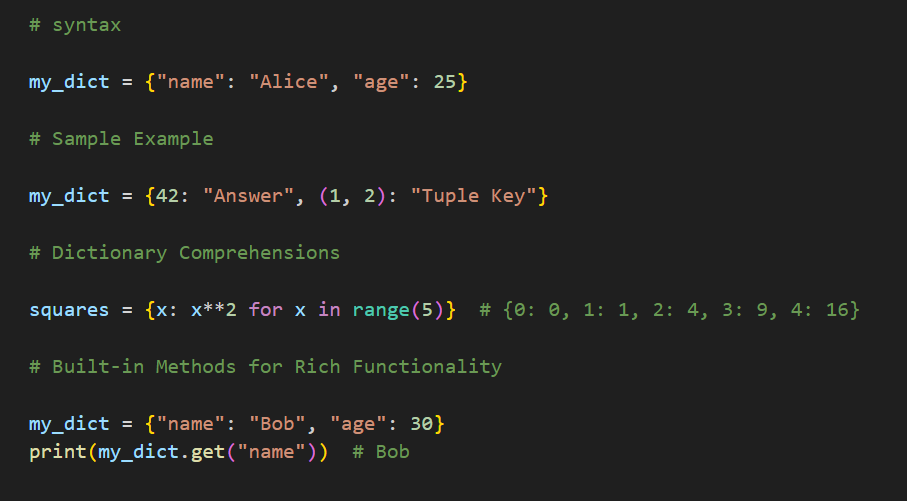 # syntax
my_dict = {"name": "Alice", "age": 25}
# Sample Example
my_dict = {42: "Answer", (1, 2): "Tuple Key"}
# Dictionary Comprehensions
squares = {x: x**2 for x in range(5)}  # {0: 0, 1: 1, 2: 4, 3: 9, 4: 16}
# Built-in Methods for Rich Functionality
my_dict = {"name": "Bob", "age": 30}
print(my_dict.get("name"))  # Bob